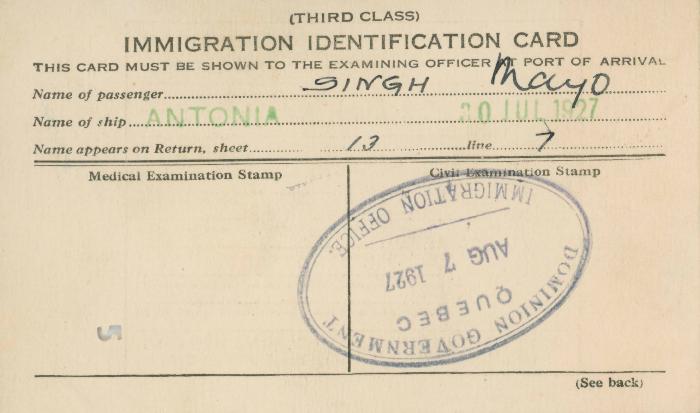 (THIRD CLASS)
IMMIGRATION IDENTIFICATION CARD
THIS CARD MUST BE SHOWN TO THE EXAMINING OFFICER AT PORT OF ARRIVAL
Name of passenger SINGH Mayo
Name of ship ANTONIA 30 JUL 1927
Name appears on Return, sheet 13 line 7
Medical Examination Stamp
Civil Examination Stamp
DOMINION GOVERNMENT
QUEBEC
AUG 7 1927
IMMIGRATION OFFICE.
5
(See back)